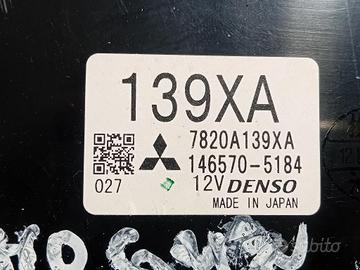 139XA
7820A139XA
146570-5184
027
12V DENSO
MADE IN JAPAN
subito